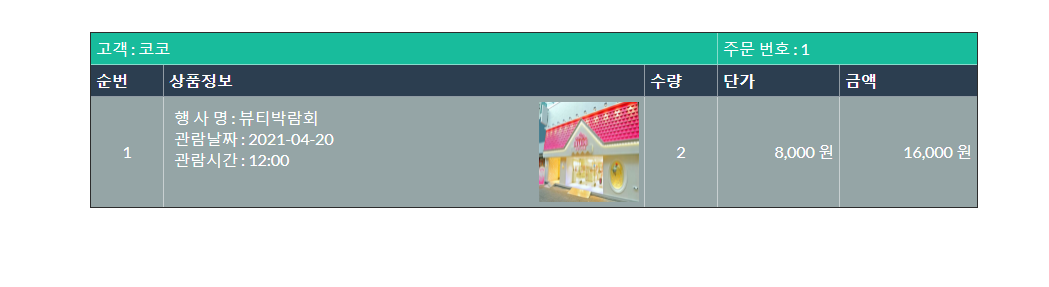 고객 : 코코 주문 번호 : 1
순번 상품정보 수량 단가 금액
행 사 명 : 뷰티박람회
관람날짜 : 2021-04-20
1 관람시간 : 12:00 2 8,000 원 16,000 원